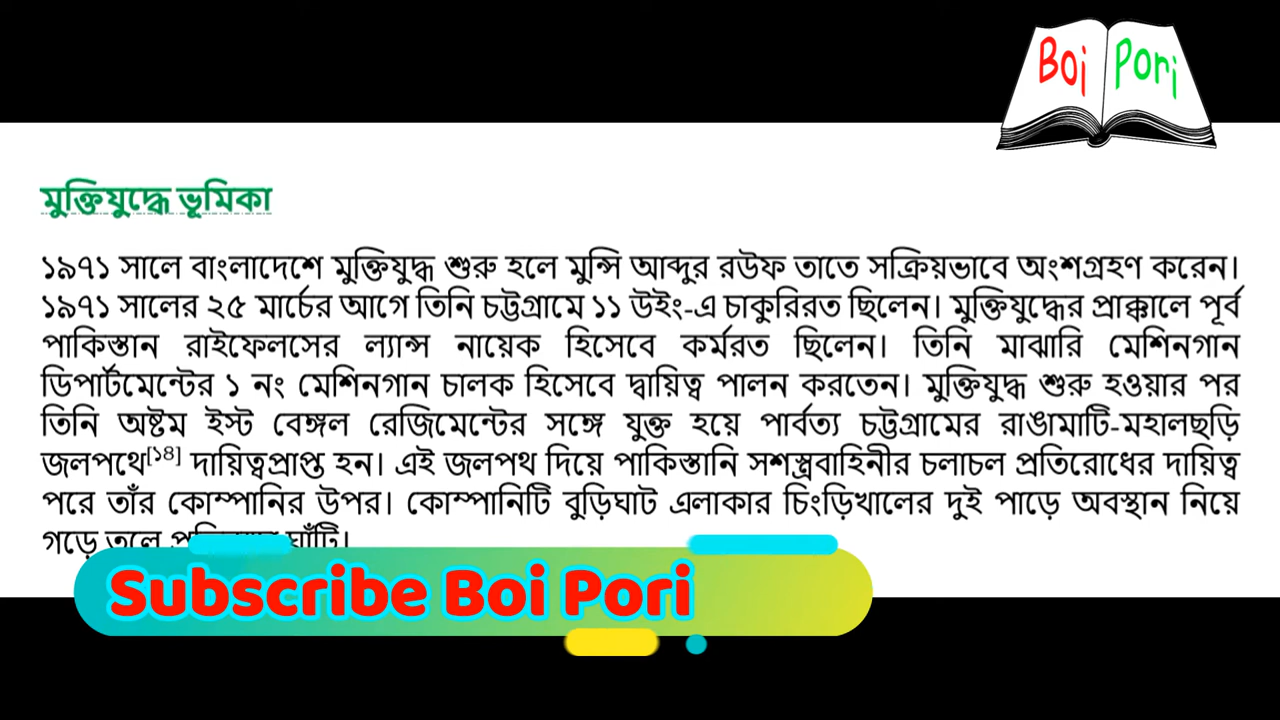 Boi Pori
মুক্তিযুদ্ধে ভূমিকা
১৯৭১ সালে বাংলাদেশে মুক্তিযুদ্ধ শুরু হলে মুন্সি আব্দুর রউফ তাতে সক্রিয়ভাবে অংশগ্রহণ করেন।
১৯৭১ সালের ২৫ মার্চের আগে তিনি চট্টগ্রামে ১১ উইং-এ চাকুরিরত ছিলেন। মুক্তিযুদ্ধের প্রাক্কালে পূর্ব
পাকিস্তান রাইফেলসের ল্যান্স নায়েক হিসেবে কর্মরত ছিলেন। তিনি মাঝারি মেশিনগান
ডিপার্টমেন্টের ১ নং মেশিনগান চালক হিসেবে দ্বায়িত্ব পালন করতেন। মুক্তিযুদ্ধ শুরু হওয়ার পর
তিনি অষ্টম ইস্ট বেঙ্গল রেজিমেন্টের সঙ্গে যুক্ত হয়ে পার্বত্য চট্টগ্রামের রাঙামাটি-মহালছড়ি
জলপথে[১৪] দায়িত্বপ্রাপ্ত হন। এই জলপথ দিয়ে পাকিস্তানি সশস্ত্রবাহিনীর চলাচল প্রতিরোধের দায়িত্ব
পরে তাঁর কোম্পানির উপর। কোম্পানিটি বুড়িঘাট এলাকার চিংড়িখালের দুই পাড়ে অবস্থান নিয়ে
গড়ে তুলে ঘাঁটি।
Subscribe Boi Pori